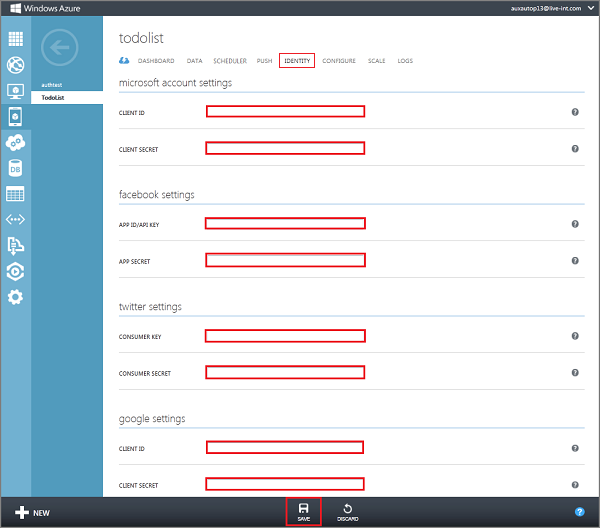 Windows Azure
auxautop13@live-int.com
todolist
DASHBOARD DATA SCHEDULER PUSH IDENTITY CONFIGURE SCALE LOGS
authtest
TodoList
microsoft account settings
CLIENT ID
?
CLIENT SECRET
?
facebook settings
APP ID/API KEY
?
APP SECRET
?
twitter settings
CONSUMER KEY
?
CONSUMER SECRET
?
google settings
CLIENT ID
?
CLIENT SECRET
?
DB
NEW
SAVE
DISCARD
?